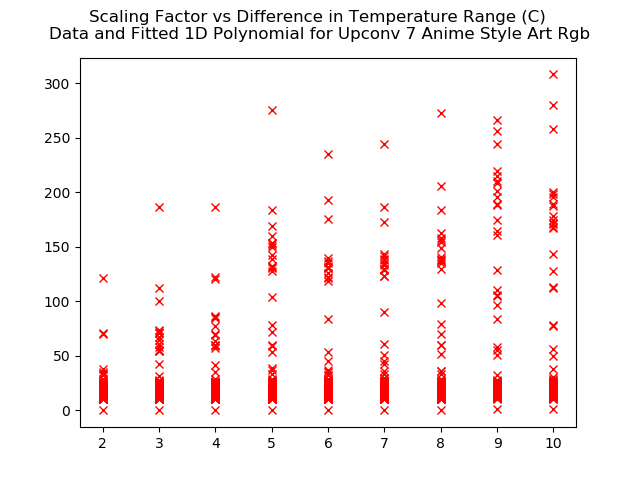 Scaling Factor vs Difference in Temperature Range (C)
Data and Fitted 1D Polynomial for Upconv 7 Anime Style Art Rgb
300
250
200
150
100
50
0
2 3 4 5 6 7 8 9 10